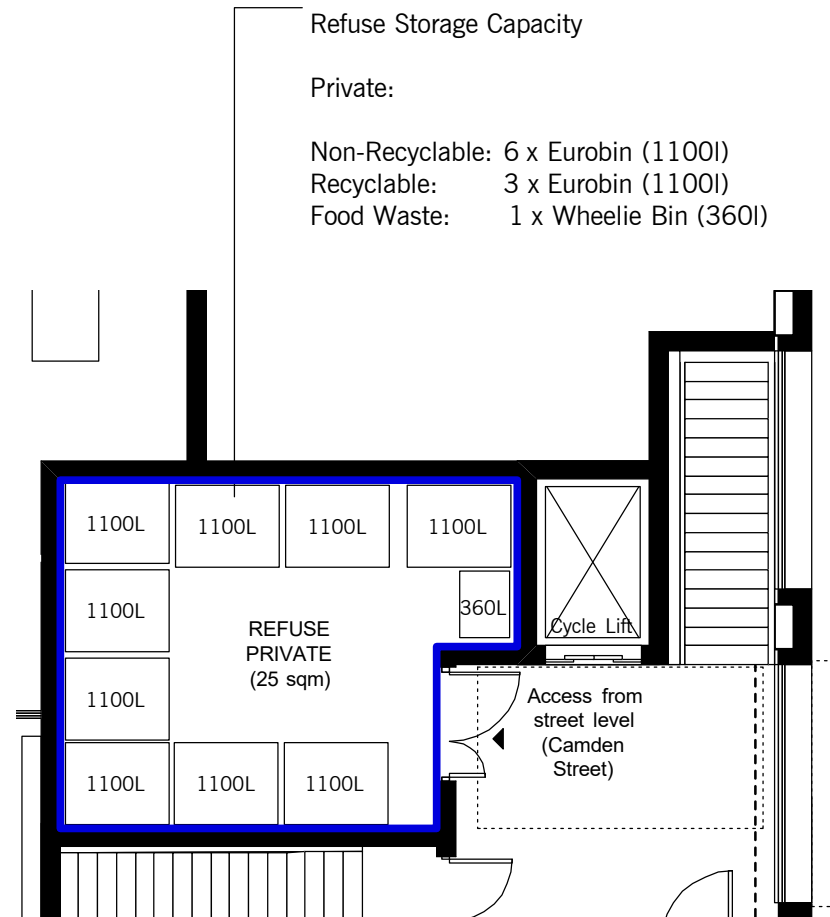 Refuse Storage Capacity
Private:
Non-Recyclable: 6 x Eurobin (1100l)
Recyclable: 3 x Eurobin (1100l)
Food Waste: 1 x Wheelie Bin (360l)
1100L
1100L
1100L
1100L
1100L
360L
REFUSE
PRIVATE
(25 sqm)
Cycle Lift
1100L
Access from
street level
(Camden
Street)
1100L
1100L
1100L